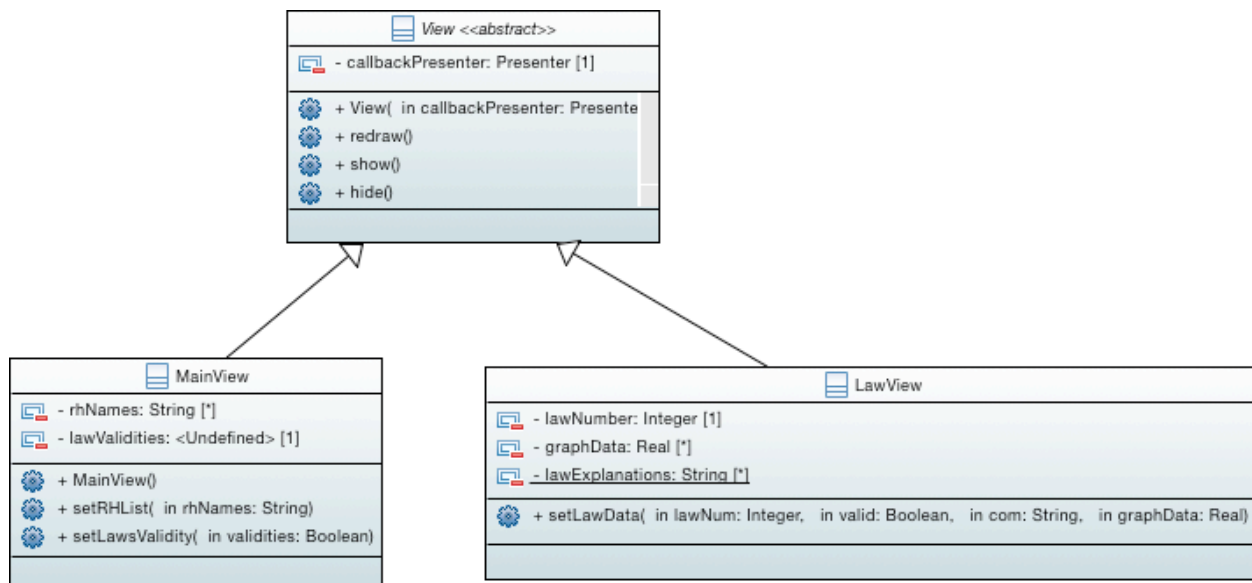 View <<abstract>>
- callbackPresenter: Presenter [1]
+ View( in callbackPresenter: Presente
+ redraw()
+ show()
+ hide()
MainView
- rhNames: String [*]
- lawValidities: <Undefined> [1]
+ MainView()
+ setRHList( in rhNames: String)
+ setLawsValidity( in validities: Boolean)
LawView
- lawNumber: Integer [1]
- graphData: Real [*]
- lawExplanations: String [*]
+ setLawData( in lawNum: Integer, in valid: Boolean, in com: String, in graphData: Real)